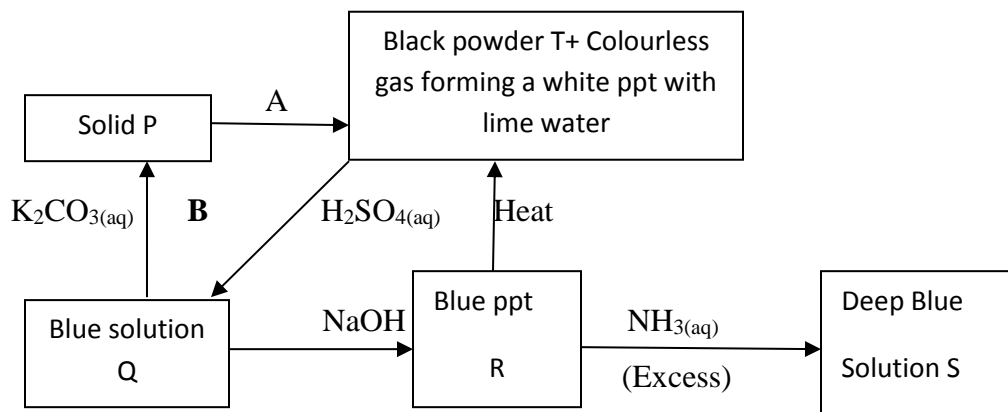 Black powder T+ Colourless
gas forming a white ppt with
lime water
Solid P
A
K₂CO₃(aq)
B
H₂SO₄(aq)
Heat
Blue solution
Q
NaOH
Blue ppt
R
NH₃(aq)
(Excess)
Deep Blue
Solution S